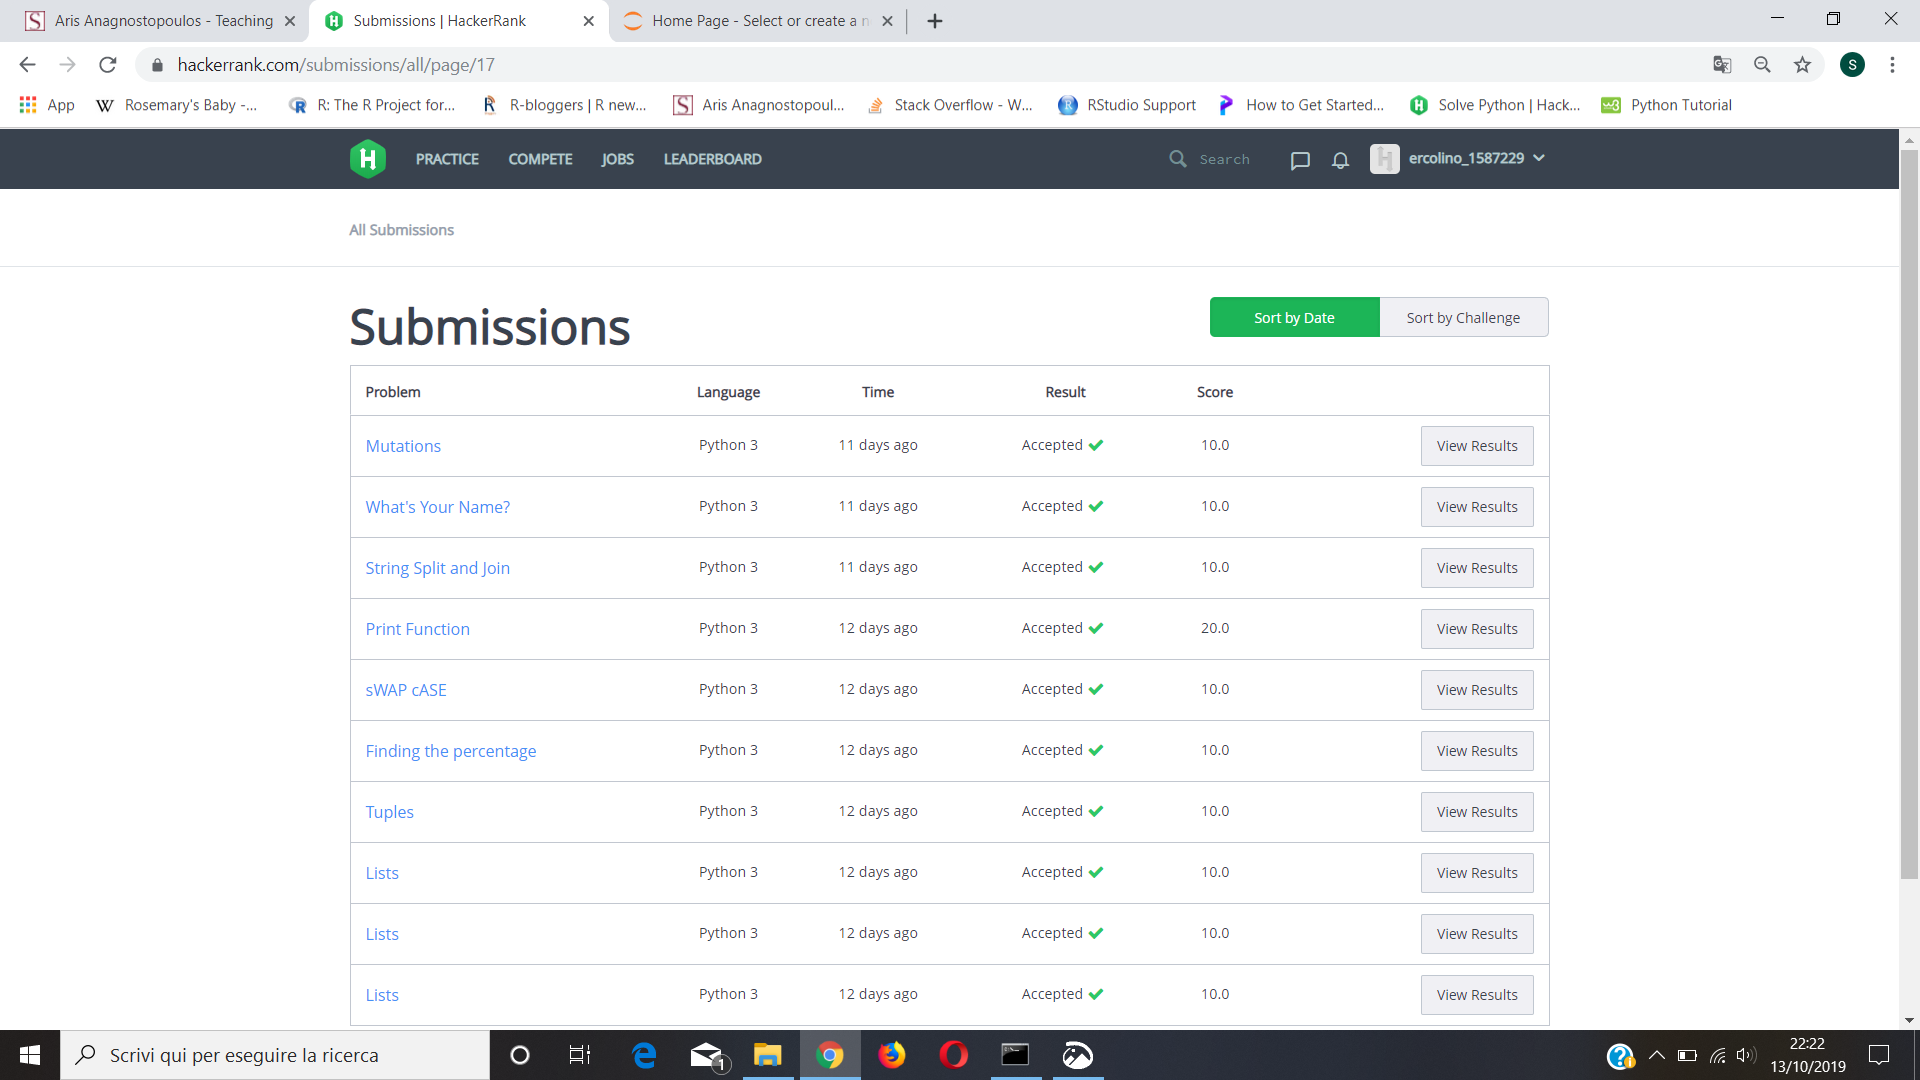 Aris Anagnostopoulos - Teaching
Submissions | HackerRank
Home Page - Select or create a n
hackerrank.com/submissions/all/page/17
S
App
Rosemary's Baby -...
R: The R Project for...
R-bloggers | R new...
Aris Anagnostopoul...
Stack Overflow - W...
RStudio Support
How to Get Started...
Solve Python | Hack...
Python Tutorial
PRACTICE
COMPETE
JOBS
LEADERBOARD
Search
ercolino_1587229
All Submissions
Submissions
Sort by Date
Sort by Challenge
Problem Language Time Result Score
Mutations Python 3 11 days ago Accepted 10.0 View Results
What's Your Name? Python 3 11 days ago Accepted 10.0 View Results
String Split and Join Python 3 11 days ago Accepted 10.0 View Results
Print Function Python 3 12 days ago Accepted 20.0 View Results
sWAP cASE Python 3 12 days ago Accepted 10.0 View Results
Finding the percentage Python 3 12 days ago Accepted 10.0 View Results
Tuples Python 3 12 days ago Accepted 10.0 View Results
Lists Python 3 12 days ago Accepted 10.0 View Results
Lists Python 3 12 days ago Accepted 10.0 View Results
Lists Python 3 12 days ago Accepted 10.0 View Results
Scrivi qui per eseguire la ricerca
1
22:22
13/10/2019